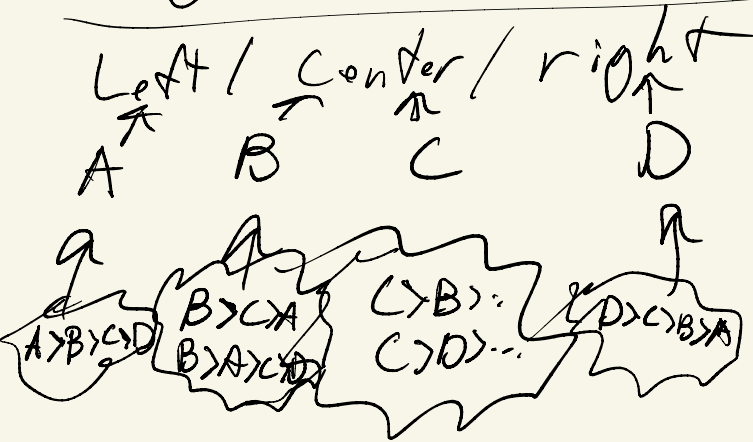 Left / Center / right
A B C D
A>B>C>D B>C>A C>B>.. D>C>B>A
B>A>C>D C>D>...